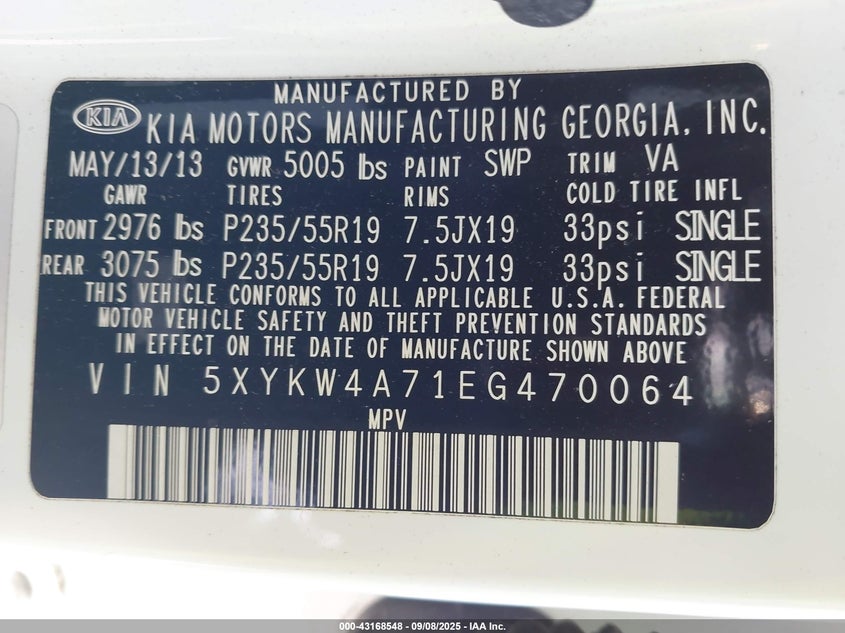 MANUFACTURED BY
KIA KIA MOTORS MANUFACTURING GEORGIA, INC.
MAY/13/13 GVWR 5005 lbs PAINT SWP TRIM VA
GAWR TIRES RIMS COLD TIRE INFL
FRONT 2976 lbs P235/55R19 7.5JX19 33psi SINGLE
REAR 3075 lbs P235/55R19 7.5JX19 33psi SINGLE
THIS VEHICLE CONFORMS TO ALL APPLICABLE U.S.A. FEDERAL
MOTOR VEHICLE SAFETY AND THEFT PREVENTION STANDARDS
IN EFFECT ON THE DATE OF MANUFACTURE SHOWN ABOVE
VIN 5XYKW4A71EG470064
MPV
000-43168548 - 09/08/2025 - IAA Inc.